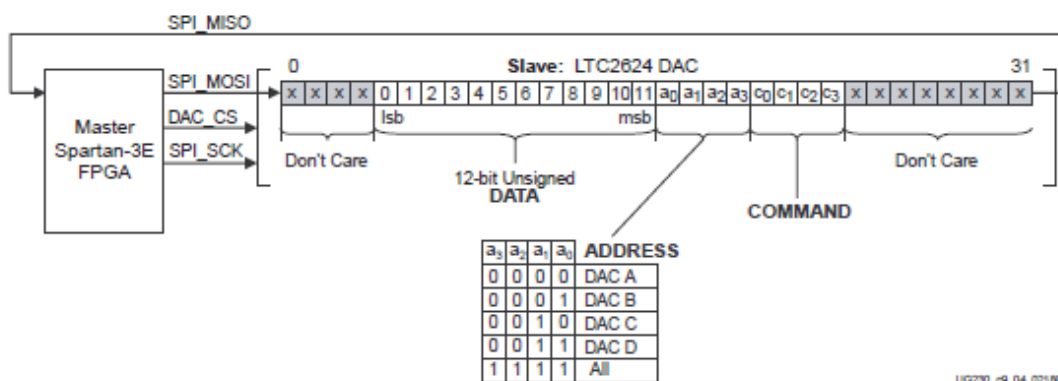 SPI_MISO
0 Slave: LTC2624 DAC 31
SPI_MOSI
x x x x 0 1 2 3 4 5 6 7 8 9 10 11 a0 a1 a2 a3 c0 c1 c2 c3 x x x x x x x x
lsb msb
Master
Spartan-3E
FPGA
DAC_CS
SPI_SCK
Don't Care
12-bit Unsigned
DATA
COMMAND
Don't Care
a3 a2 a1 a0 ADDRESS
0 0 0 0 DAC A
0 0 0 1 DAC B
0 0 1 0 DAC C
0 0 1 1 DAC D
1 1 1 1 All